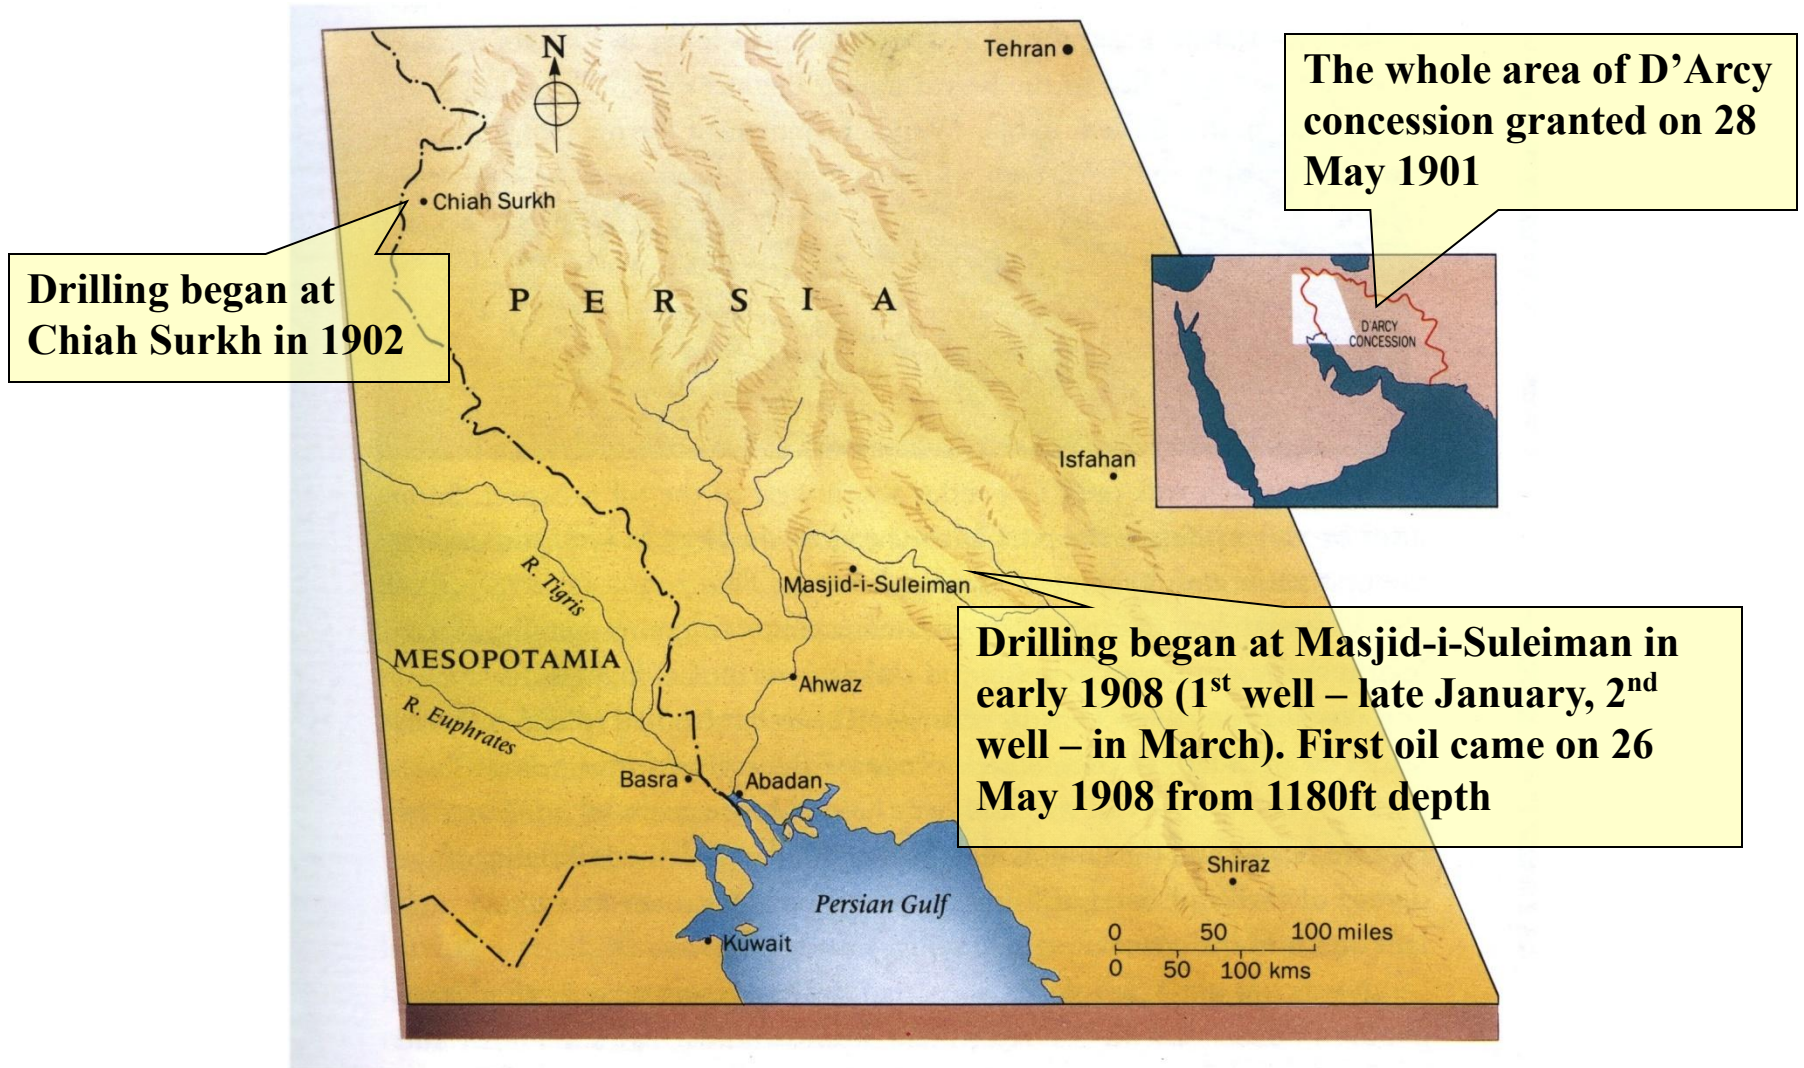 N
Tehran
The whole area of D’Arcy
concession granted on 28
May 1901
Chiah Surkh
Drilling began at
Chiah Surkh in 1902
PERSIA
D'ARCY
CONCESSION
Isfahan
R. Tigris
Masjid-i-Suleiman
Drilling began at Masjid-i-Suleiman in
early 1908 (1st well – late January, 2nd
well – in March). First oil came on 26
May 1908 from 1180ft depth
MESOPOTAMIA
Ahwaz
R. Euphrates
Basra
Abadan
Shiraz
Persian Gulf
Kuwait
0 50 100 miles
0 50 100 kms